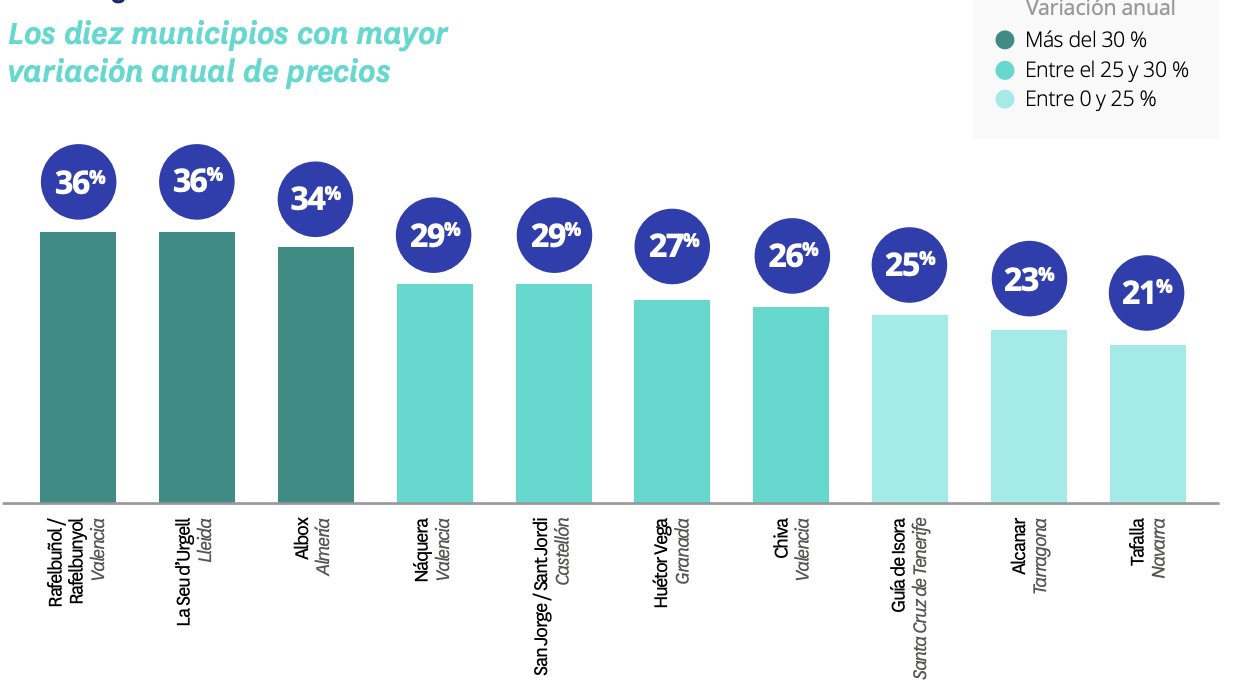 Los diez municipios con mayor
variación anual de precios
Variación anual
Más del 30 %
Entre el 25 y 30 %
Entre 0 y 25 %
36%
36%
34%
29%
29%
27%
26%
25%
23%
21%
Rafelbuñol /
Rafelbunyol
Valencia
La Seu d'Urgell
Lleida
Albox
Almería
Náquera
Valencia
San Jorge / Sant Jordi
Castellón
Huétor Vega
Granada
Chiva
Valencia
Guía de Isora
Santa Cruz de Tenerife
Alcanar
Tarragona
Tafalla
Navarra